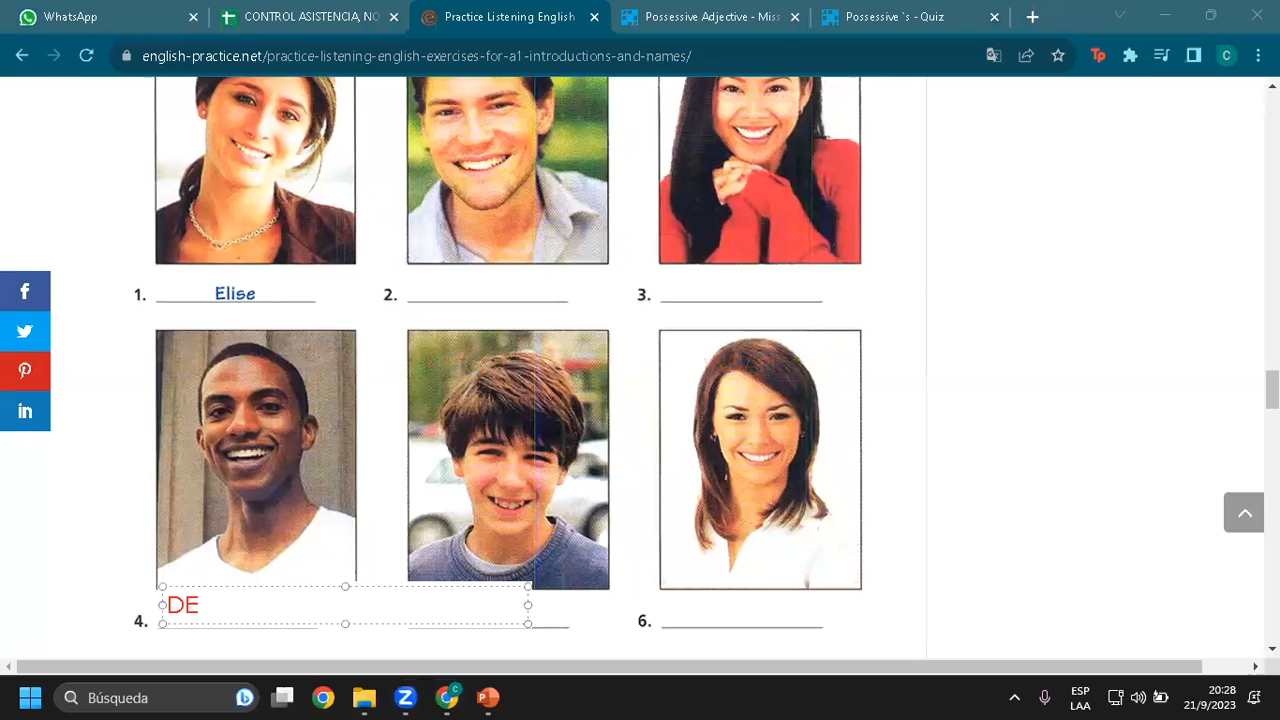 WhatsApp
CONTROL ASISTENCIA, NO
Practice Listening English
Possessive Adjective - Miss
Possessive `s - Quiz
english-practice.net/practice-listening-english-exercises-for-a1-introductions-and-names/
Tp
C
f
in
1. Elise
2.
3.
DE
4.
6.
Búsqueda
ESP
LAA
20:28
21/9/2023